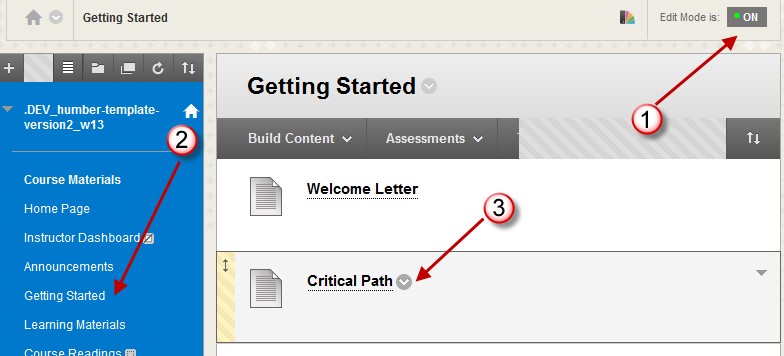 Getting Started
Edit Mode is: ON
1
.DEV_humber-template-
version2_w13
2
Course Materials
Home Page
Instructor Dashboard
Announcements
Getting Started
Learning Materials
Course Readings
Getting Started
Build Content
Assessments
Welcome Letter
3
Critical Path